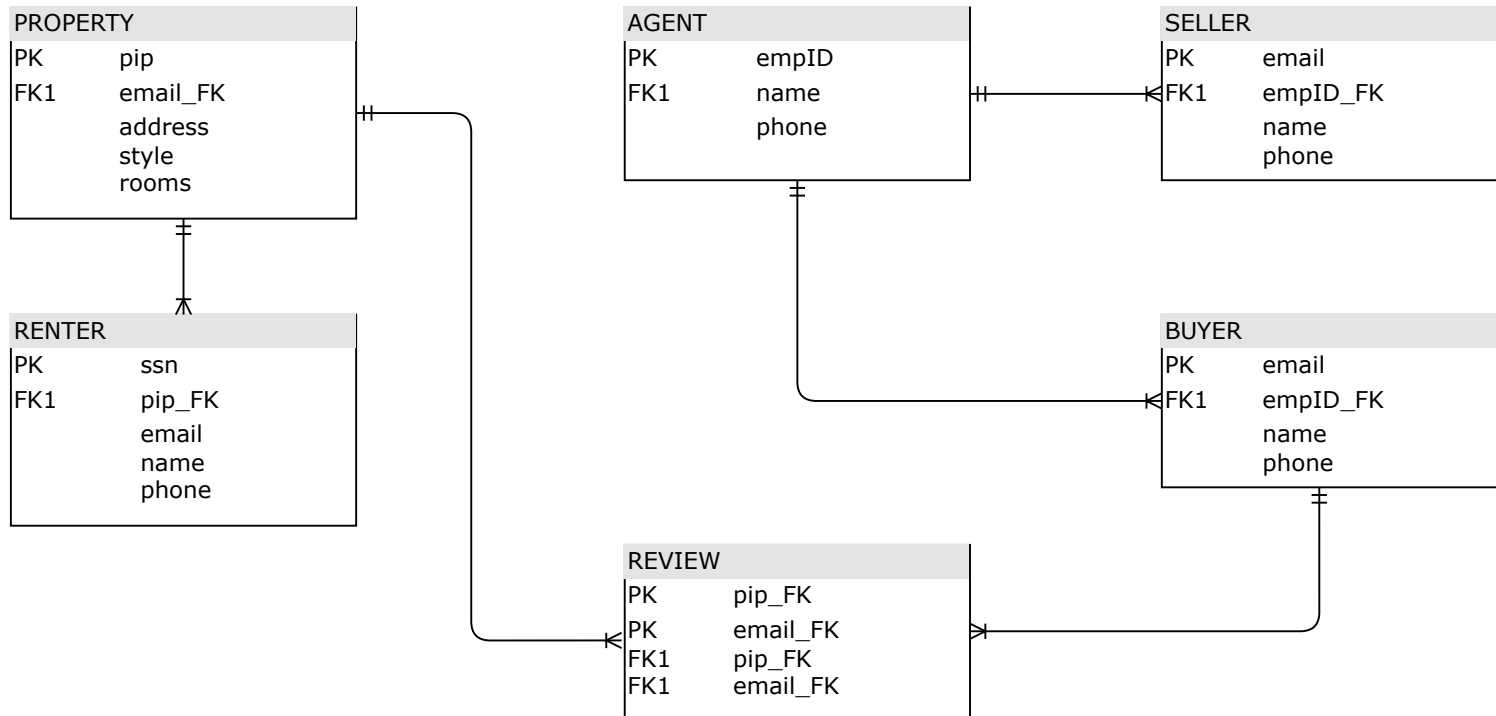 PROPERTY
PK pip
FK1 email_FK
address
style
rooms
AGENT
PK empID
FK1 name
phone
SELLER
PK email
FK1 empID_FK
name
phone
RENTER
PK ssn
FK1 pip_FK
email
name
phone
BUYER
PK email
FK1 empID_FK
name
phone
REVIEW
PK pip_FK
PK email_FK
FK1 pip_FK
FK1 email_FK